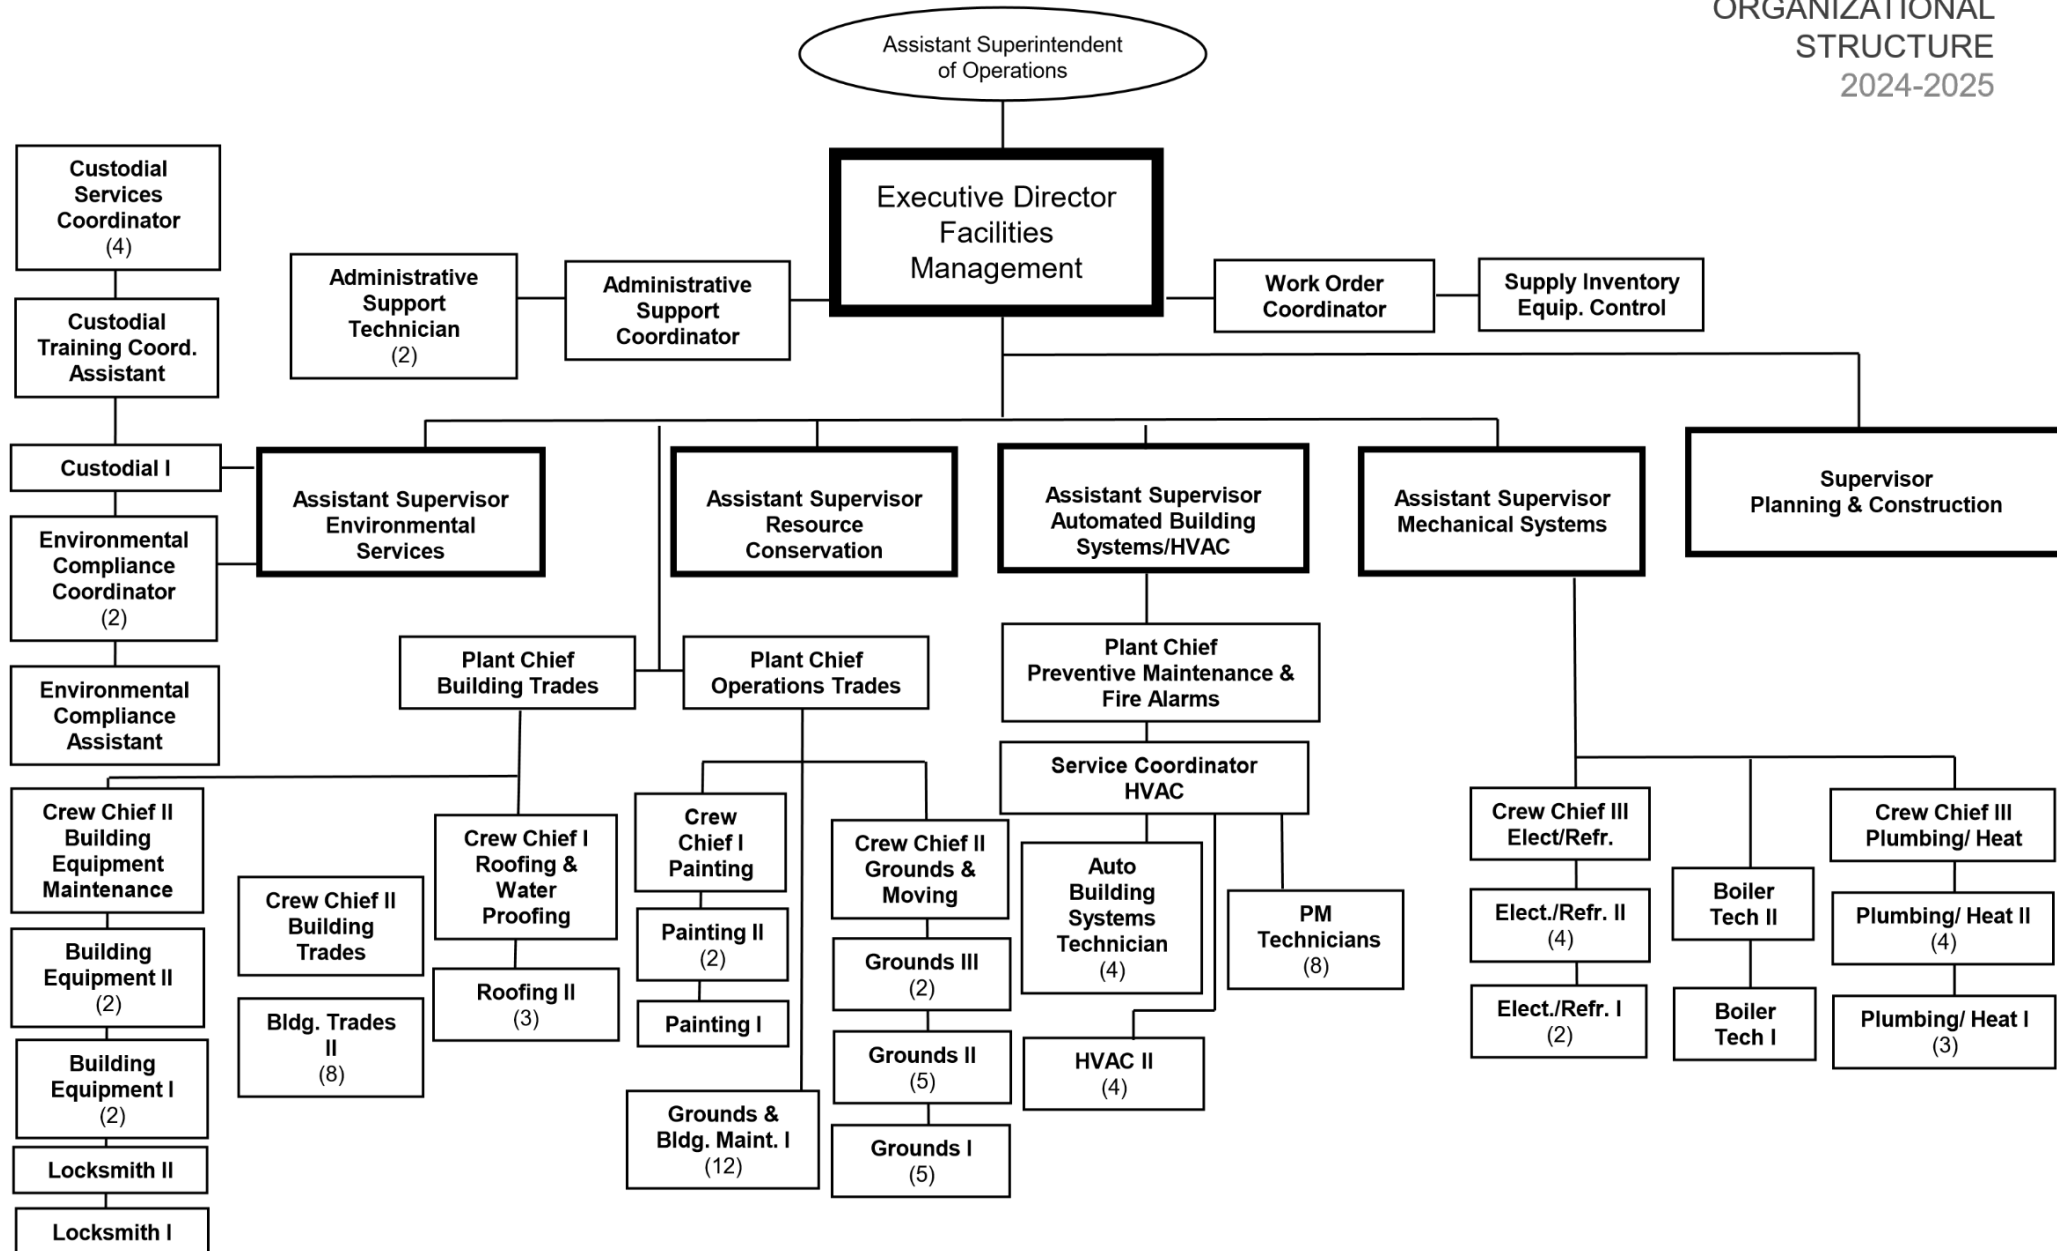 ORGANIZATIONAL
STRUCTURE
2024-2025
Assistant Superintendent
of Operations
Executive Director
Facilities
Management
Administrative
Support
Technician
(2)
Administrative
Support
Coordinator
Work Order
Coordinator
Supply Inventory
Equip. Control
Custodial
Services
Coordinator
(4)
Custodial
Training Coord.
Assistant
Custodial I
Environmental
Compliance
Coordinator
(2)
Environmental
Compliance
Assistant
Assistant Supervisor
Environmental
Services
Assistant Supervisor
Resource
Conservation
Assistant Supervisor
Automated Building
Systems/HVAC
Assistant Supervisor
Mechanical Systems
Supervisor
Planning & Construction
Plant Chief
Building Trades
Plant Chief
Operations Trades
Plant Chief
Preventive Maintenance &
Fire Alarms
Service Coordinator
HVAC
Crew Chief II
Building
Equipment
Maintenance
Building
Equipment II
(2)
Building
Equipment I
(2)
Locksmith II
Locksmith I
Crew Chief II
Building
Trades
Bldg. Trades
II
(8)
Crew Chief I
Roofing &
Water
Proofing
Roofing II
(3)
Crew
Chief I
Painting
Painting II
(2)
Painting I
Grounds &
Bldg. Maint. I
(12)
Crew Chief II
Grounds &
Moving
Grounds III
(2)
Grounds II
(5)
Grounds I
(5)
Auto
Building
Systems
Technician
(4)
HVAC II
(4)
PM
Technicians
(8)
Crew Chief III
Elect/Refr.
Elect./Refr. II
(4)
Elect./Refr. I
(2)
Boiler
Tech II
Boiler
Tech I
Crew Chief III
Plumbing/ Heat
Plumbing/ Heat II
(4)
Plumbing/ Heat I
(3)